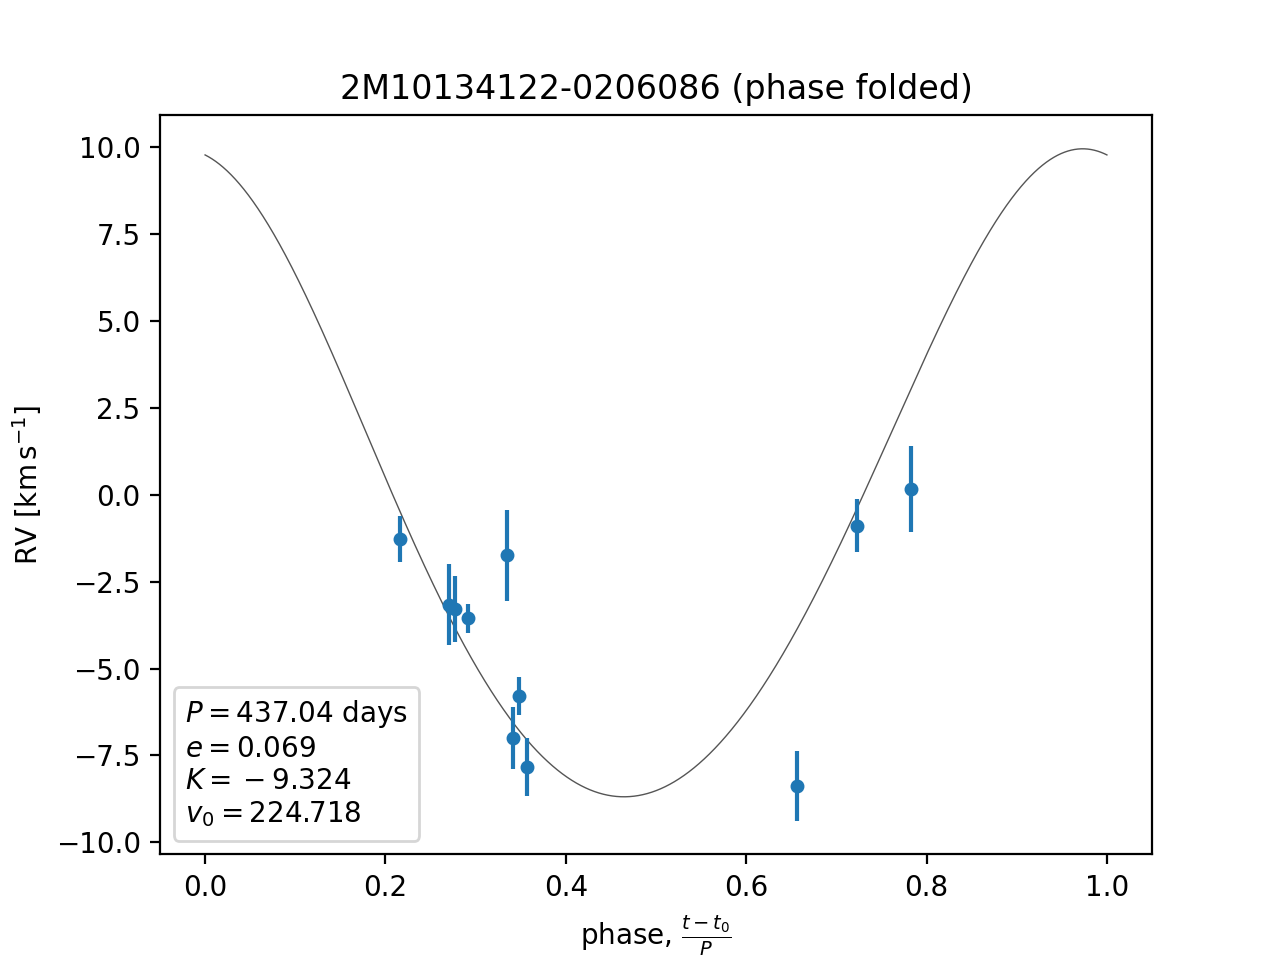 2M10134122-0206086 (phase folded)
10.0
7.5
5.0
2.5
0.0
−2.5
−5.0
−7.5
−10.0
RV [km s⁻¹]
P = 437.04 days
e = 0.069
K = −9.324
v₀ = 224.718
0.0 0.2 0.4 0.6 0.8 1.0
phase, (t − t₀)/P